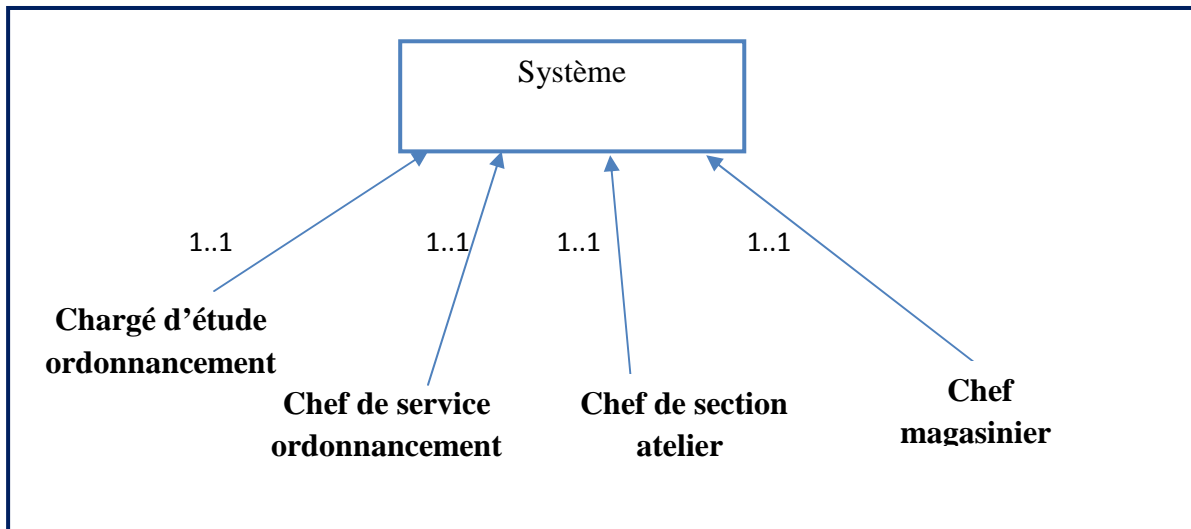 Système
1..1
1..1
1..1
1..1
Chargé d’étude
ordonnancement
Chef de service
ordonnancement
Chef de section
atelier
Chef
magasinier